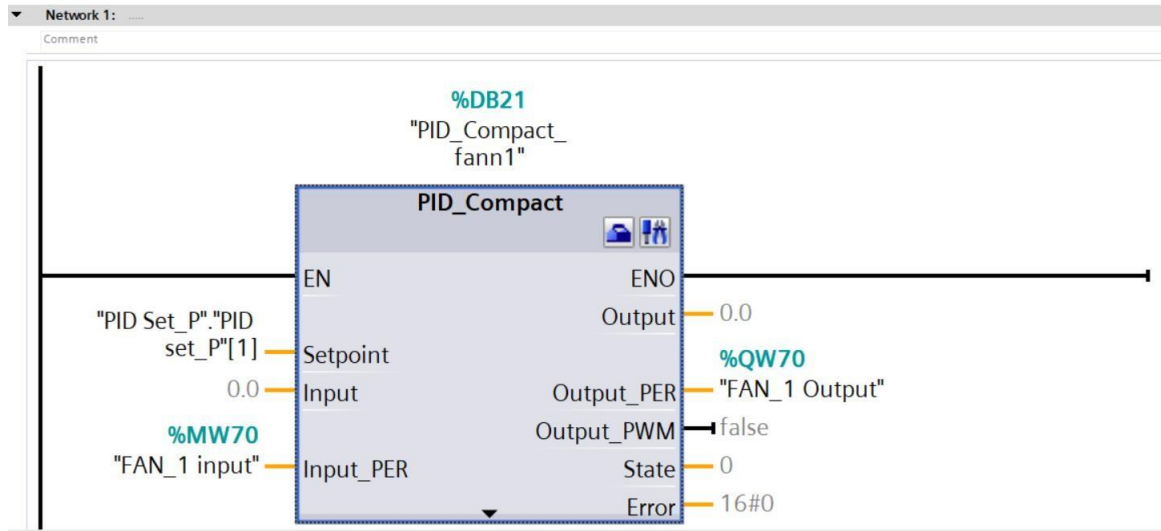 Network 1: .....
Comment
%DB21
"PID_Compact_
fann1"
PID_Compact
EN
ENO
"PID Set_P"."PID
set_P"[1]
Setpoint
Output
0.0
0.0
Input
%QW70
Output_PER
"FAN_1 Output"
Output_PWM
false
%MW70
"FAN_1 input"
Input_PER
State
0
Error
16#0